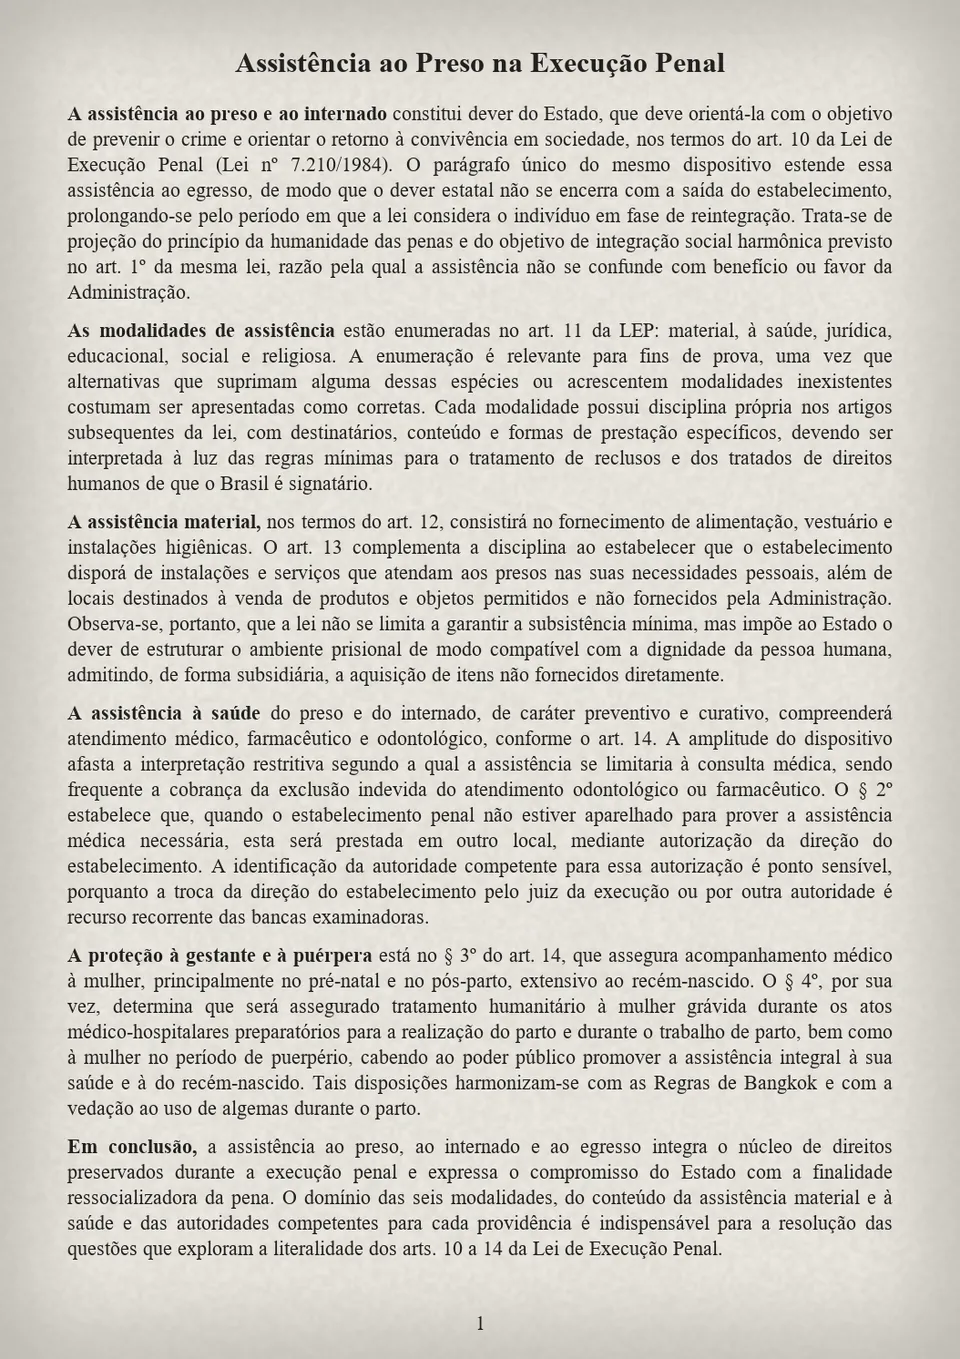 Assistência ao Preso na Execução Penal
A assistência ao preso e ao internado constitui dever do Estado, que deve orientá-la com o objetivo
de prevenir o crime e orientar o retorno à convivência em sociedade, nos termos do art. 10 da Lei de
Execução Penal (Lei nº 7.210/1984). O parágrafo único do mesmo dispositivo estende essa
assistência ao egresso, de modo que o dever estatal não se encerra com a saída do estabelecimento,
prolongando-se pelo período em que a lei considera o indivíduo em fase de reintegração. Trata-se de
projeção do princípio da humanidade das penas e do objetivo de integração social harmônica previsto
no art. 1º da mesma lei, razão pela qual a assistência não se confunde com benefício ou favor da
Administração.
As modalidades de assistência estão enumeradas no art. 11 da LEP: material, à saúde, jurídica,
educacional, social e religiosa. A enumeração é relevante para fins de prova, uma vez que
alternativas que suprimam alguma dessas espécies ou acrescentem modalidades inexistentes
costumam ser apresentadas como corretas. Cada modalidade possui disciplina própria nos artigos
subsequentes da lei, com destinatários, conteúdo e formas de prestação específicos, devendo ser
interpretada à luz das regras mínimas para o tratamento de reclusos e dos tratados de direitos
humanos de que o Brasil é signatário.
A assistência material, nos termos do art. 12, consistirá no fornecimento de alimentação, vestuário e
instalações higiênicas. O art. 13 complementa a disciplina ao estabelecer que o estabelecimento
disporá de instalações e serviços que atendam aos presos nas suas necessidades pessoais, além de
locais destinados à venda de produtos e objetos permitidos e não fornecidos pela Administração.
Observa-se, portanto, que a lei não se limita a garantir a subsistência mínima, mas impõe ao Estado o
dever de estruturar o ambiente prisional de modo compatível com a dignidade da pessoa humana,
admitindo, de forma subsidiária, a aquisição de itens não fornecidos diretamente.
A assistência à saúde do preso e do internado, de caráter preventivo e curativo, compreenderá
atendimento médico, farmacêutico e odontológico, conforme o art. 14. A amplitude do dispositivo
afasta a interpretação restritiva segundo a qual a assistência se limitaria à consulta médica, sendo
frequente a cobrança da exclusão indevida do atendimento odontológico ou farmacêutico. O § 2º
estabelece que, quando o estabelecimento penal não estiver aparelhado para prover a assistência
médica necessária, esta será prestada em outro local, mediante autorização da direção do
estabelecimento. A identificação da autoridade competente para essa autorização é ponto sensível,
porquanto a troca da direção do estabelecimento pelo juiz da execução ou por outra autoridade é
recurso recorrente das bancas examinadoras.
A proteção à gestante e à puérpera está no § 3º do art. 14, que assegura acompanhamento médico
à mulher, principalmente no pré-natal e no pós-parto, extensivo ao recém-nascido. O § 4º, por sua
vez, determina que será assegurado tratamento humanitário à mulher grávida durante os atos
médico-hospitalares preparatórios para a realização do parto e durante o trabalho de parto, bem como
à mulher no período de puerpério, cabendo ao poder público promover a assistência integral à sua
saúde e à do recém-nascido. Tais disposições harmonizam-se com as Regras de Bangkok e com a
vedação ao uso de algemas durante o parto.
Em conclusão, a assistência ao preso, ao internado e ao egresso integra o núcleo de direitos
preservados durante a execução penal e expressa o compromisso do Estado com a finalidade
ressocializadora da pena. O domínio das seis modalidades, do conteúdo da assistência material e à
saúde e das autoridades competentes para cada providência é indispensável para a resolução das
questões que exploram a literalidade dos arts. 10 a 14 da Lei de Execução Penal.
1